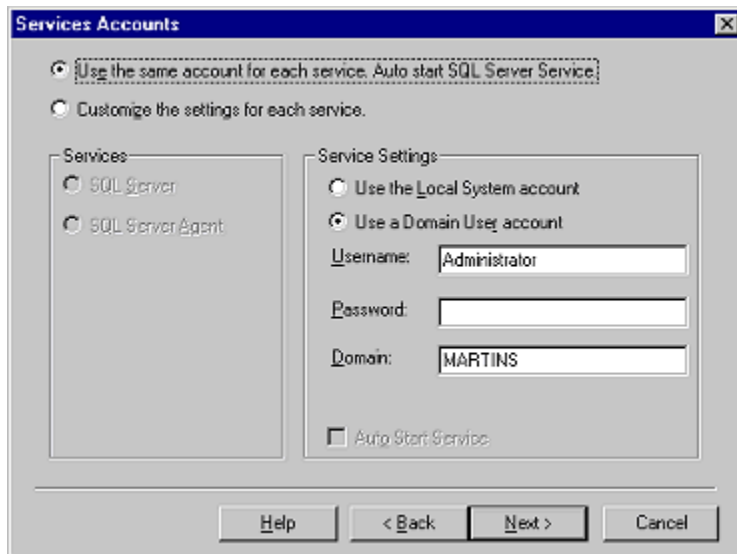 Services Accounts
Use the same account for each service. Auto start SQL Server Service.
Customize the settings for each service.
Services
SQL Server
SQL Server Agent
Service Settings
Use the Local System account
Use a Domain User account
Username: Administrator
Password:
Domain: MARTINS
Auto Start Service
Help < Back Next > Cancel